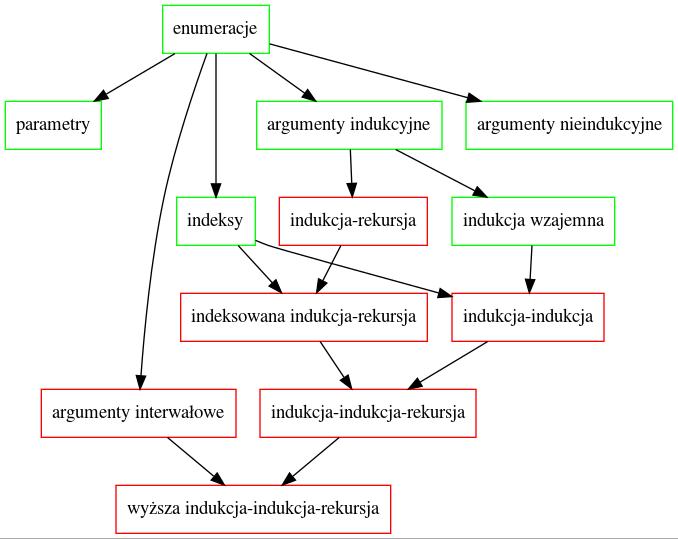 enumeracje
parametry
argumenty indukcyjne
argumenty nieindukcyjne
indeksy
indukcja-rekursja
indukcja wzajemna
indeksowana indukcja-rekursja
indukcja-indukcja
argumenty interwałowe
indukcja-indukcja-rekursja
wyższa indukcja-indukcja-rekursja